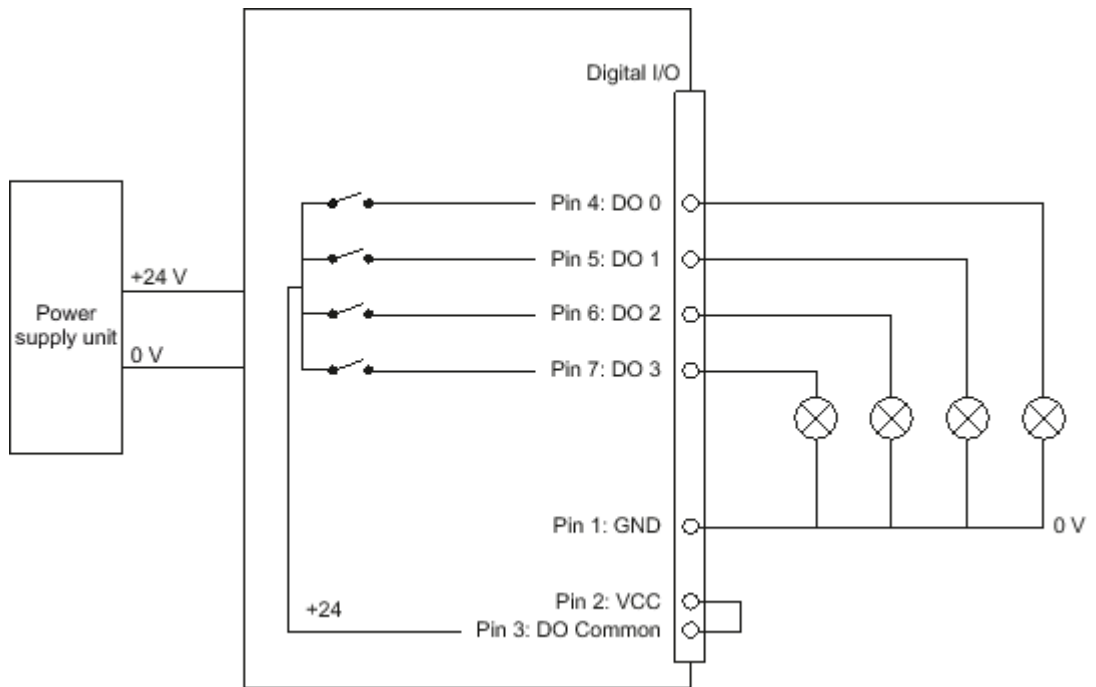 Digital I/O
Pin 4: DO 0
Pin 5: DO 1
+24 V
Power
supply unit
Pin 6: DO 2
0 V
Pin 7: DO 3
Pin 1: GND
0 V
Pin 2: VCC
+24
Pin 3: DO Common